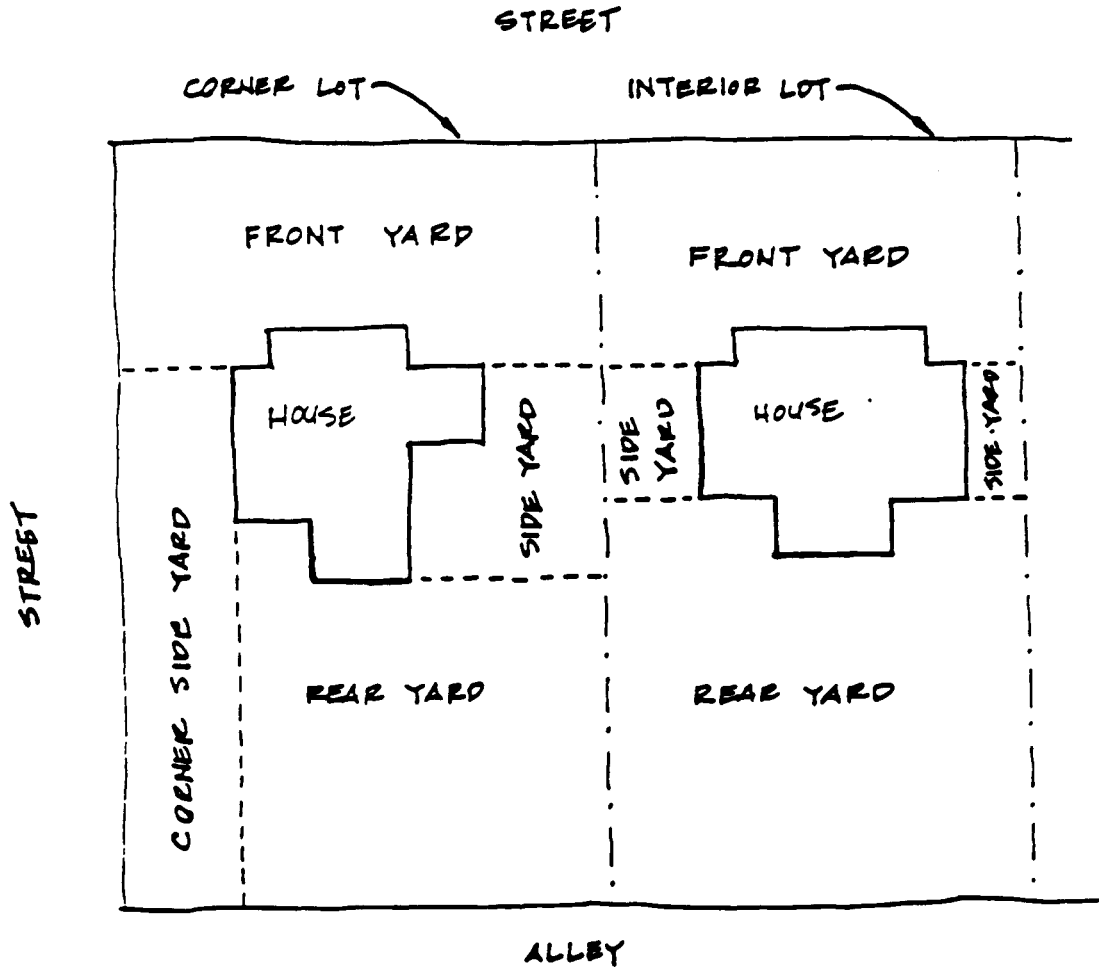 STREET
CORNER LOT
INTERIOR LOT
FRONT YARD
FRONT YARD
HOUSE
SIDE YARD
SIDE
YARD
HOUSE
SIDE YARD
STREET
CORNER SIDE YARD
REAR YARD
REAR YARD
ALLEY